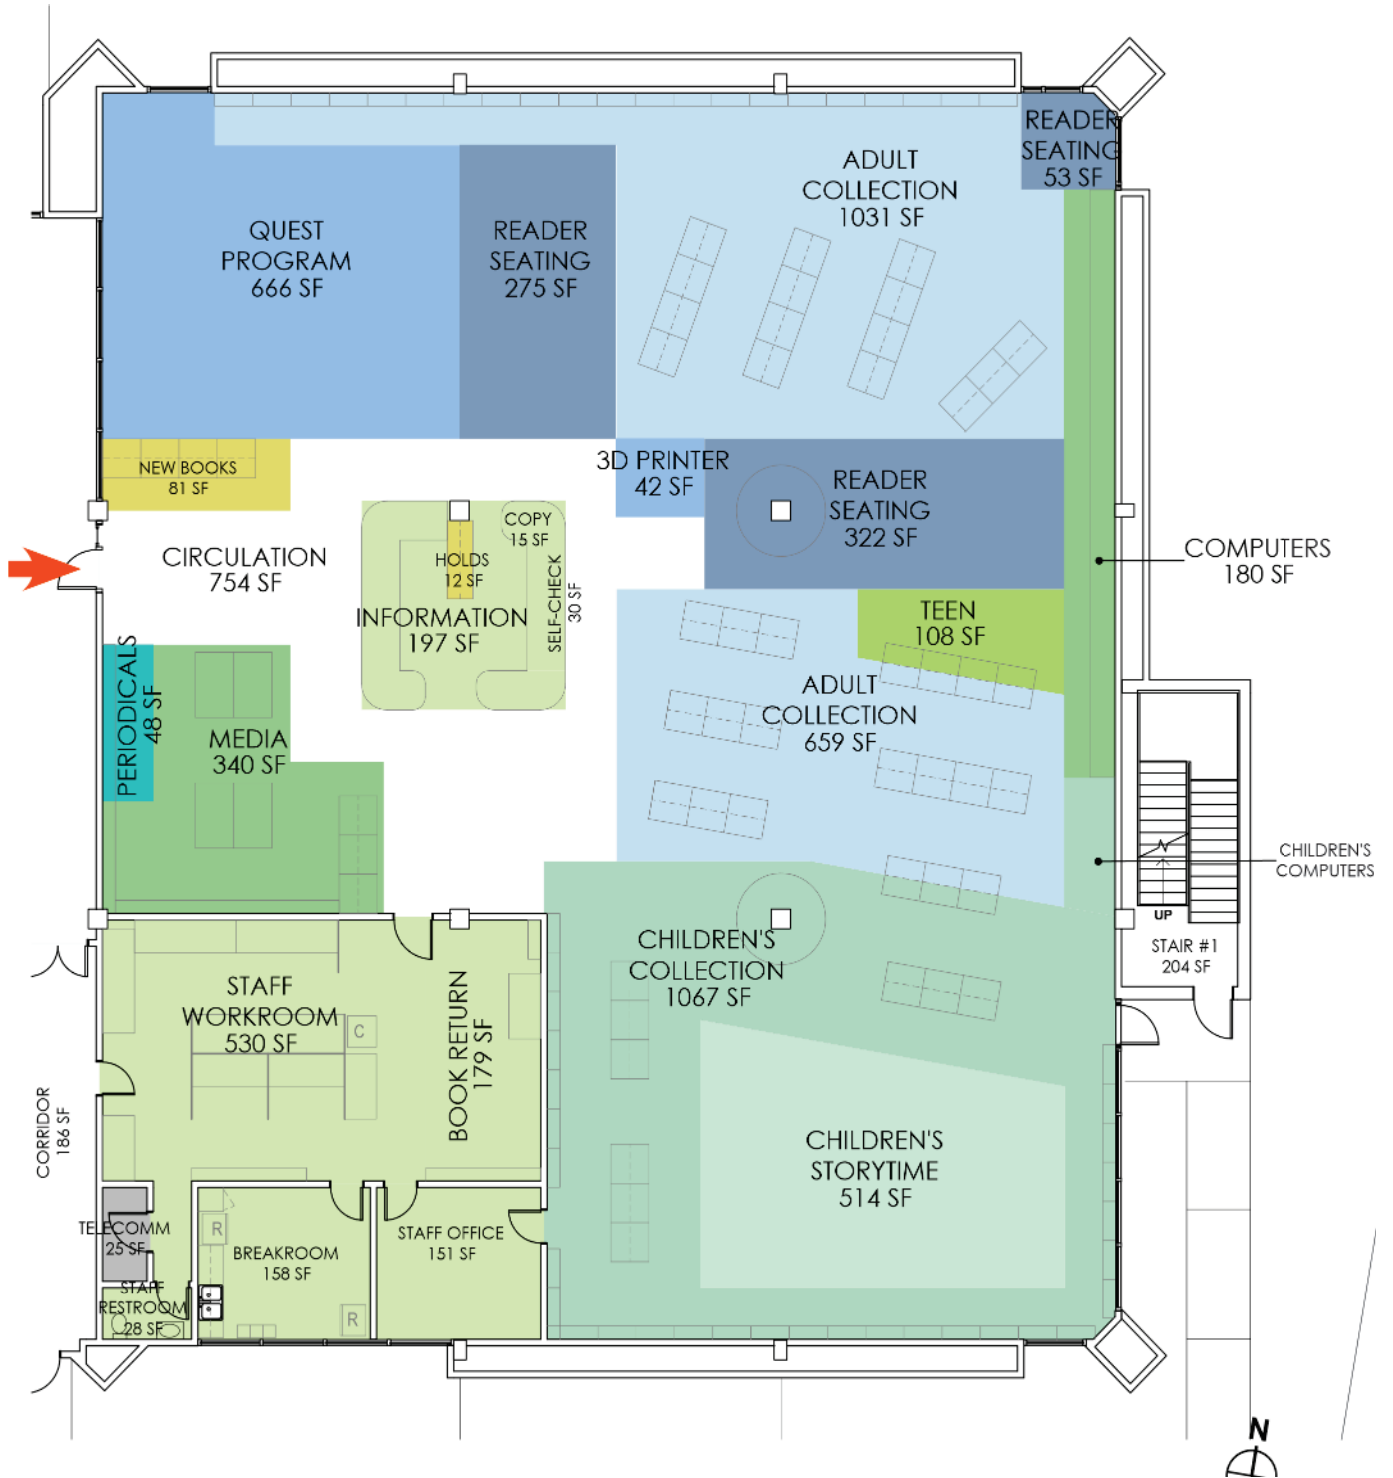 READER
SEATING
53 SF
ADULT
COLLECTION
1031 SF
QUEST
PROGRAM
666 SF
READER
SEATING
275 SF
NEW BOOKS
81 SF
3D PRINTER
42 SF
READER
SEATING
322 SF
COPY
15 SF
HOLDS
12 SF
SELF-CHECK
30 SF
CIRCULATION
754 SF
INFORMATION
197 SF
COMPUTERS
180 SF
TEEN
108 SF
PERIODICALS
48 SF
MEDIA
340 SF
ADULT
COLLECTION
659 SF
CHILDREN'S
COMPUTERS
UP
STAIR #1
204 SF
CHILDREN'S
COLLECTION
1067 SF
STAFF
WORKROOM
530 SF
C
BOOK RETURN
179 SF
CORRIDOR
186 SF
CHILDREN'S
STORYTIME
514 SF
TELECOMM
25 SF
R
BREAKROOM
158 SF
STAFF OFFICE
151 SF
STAFF
RESTROOM
28 SF
R
N